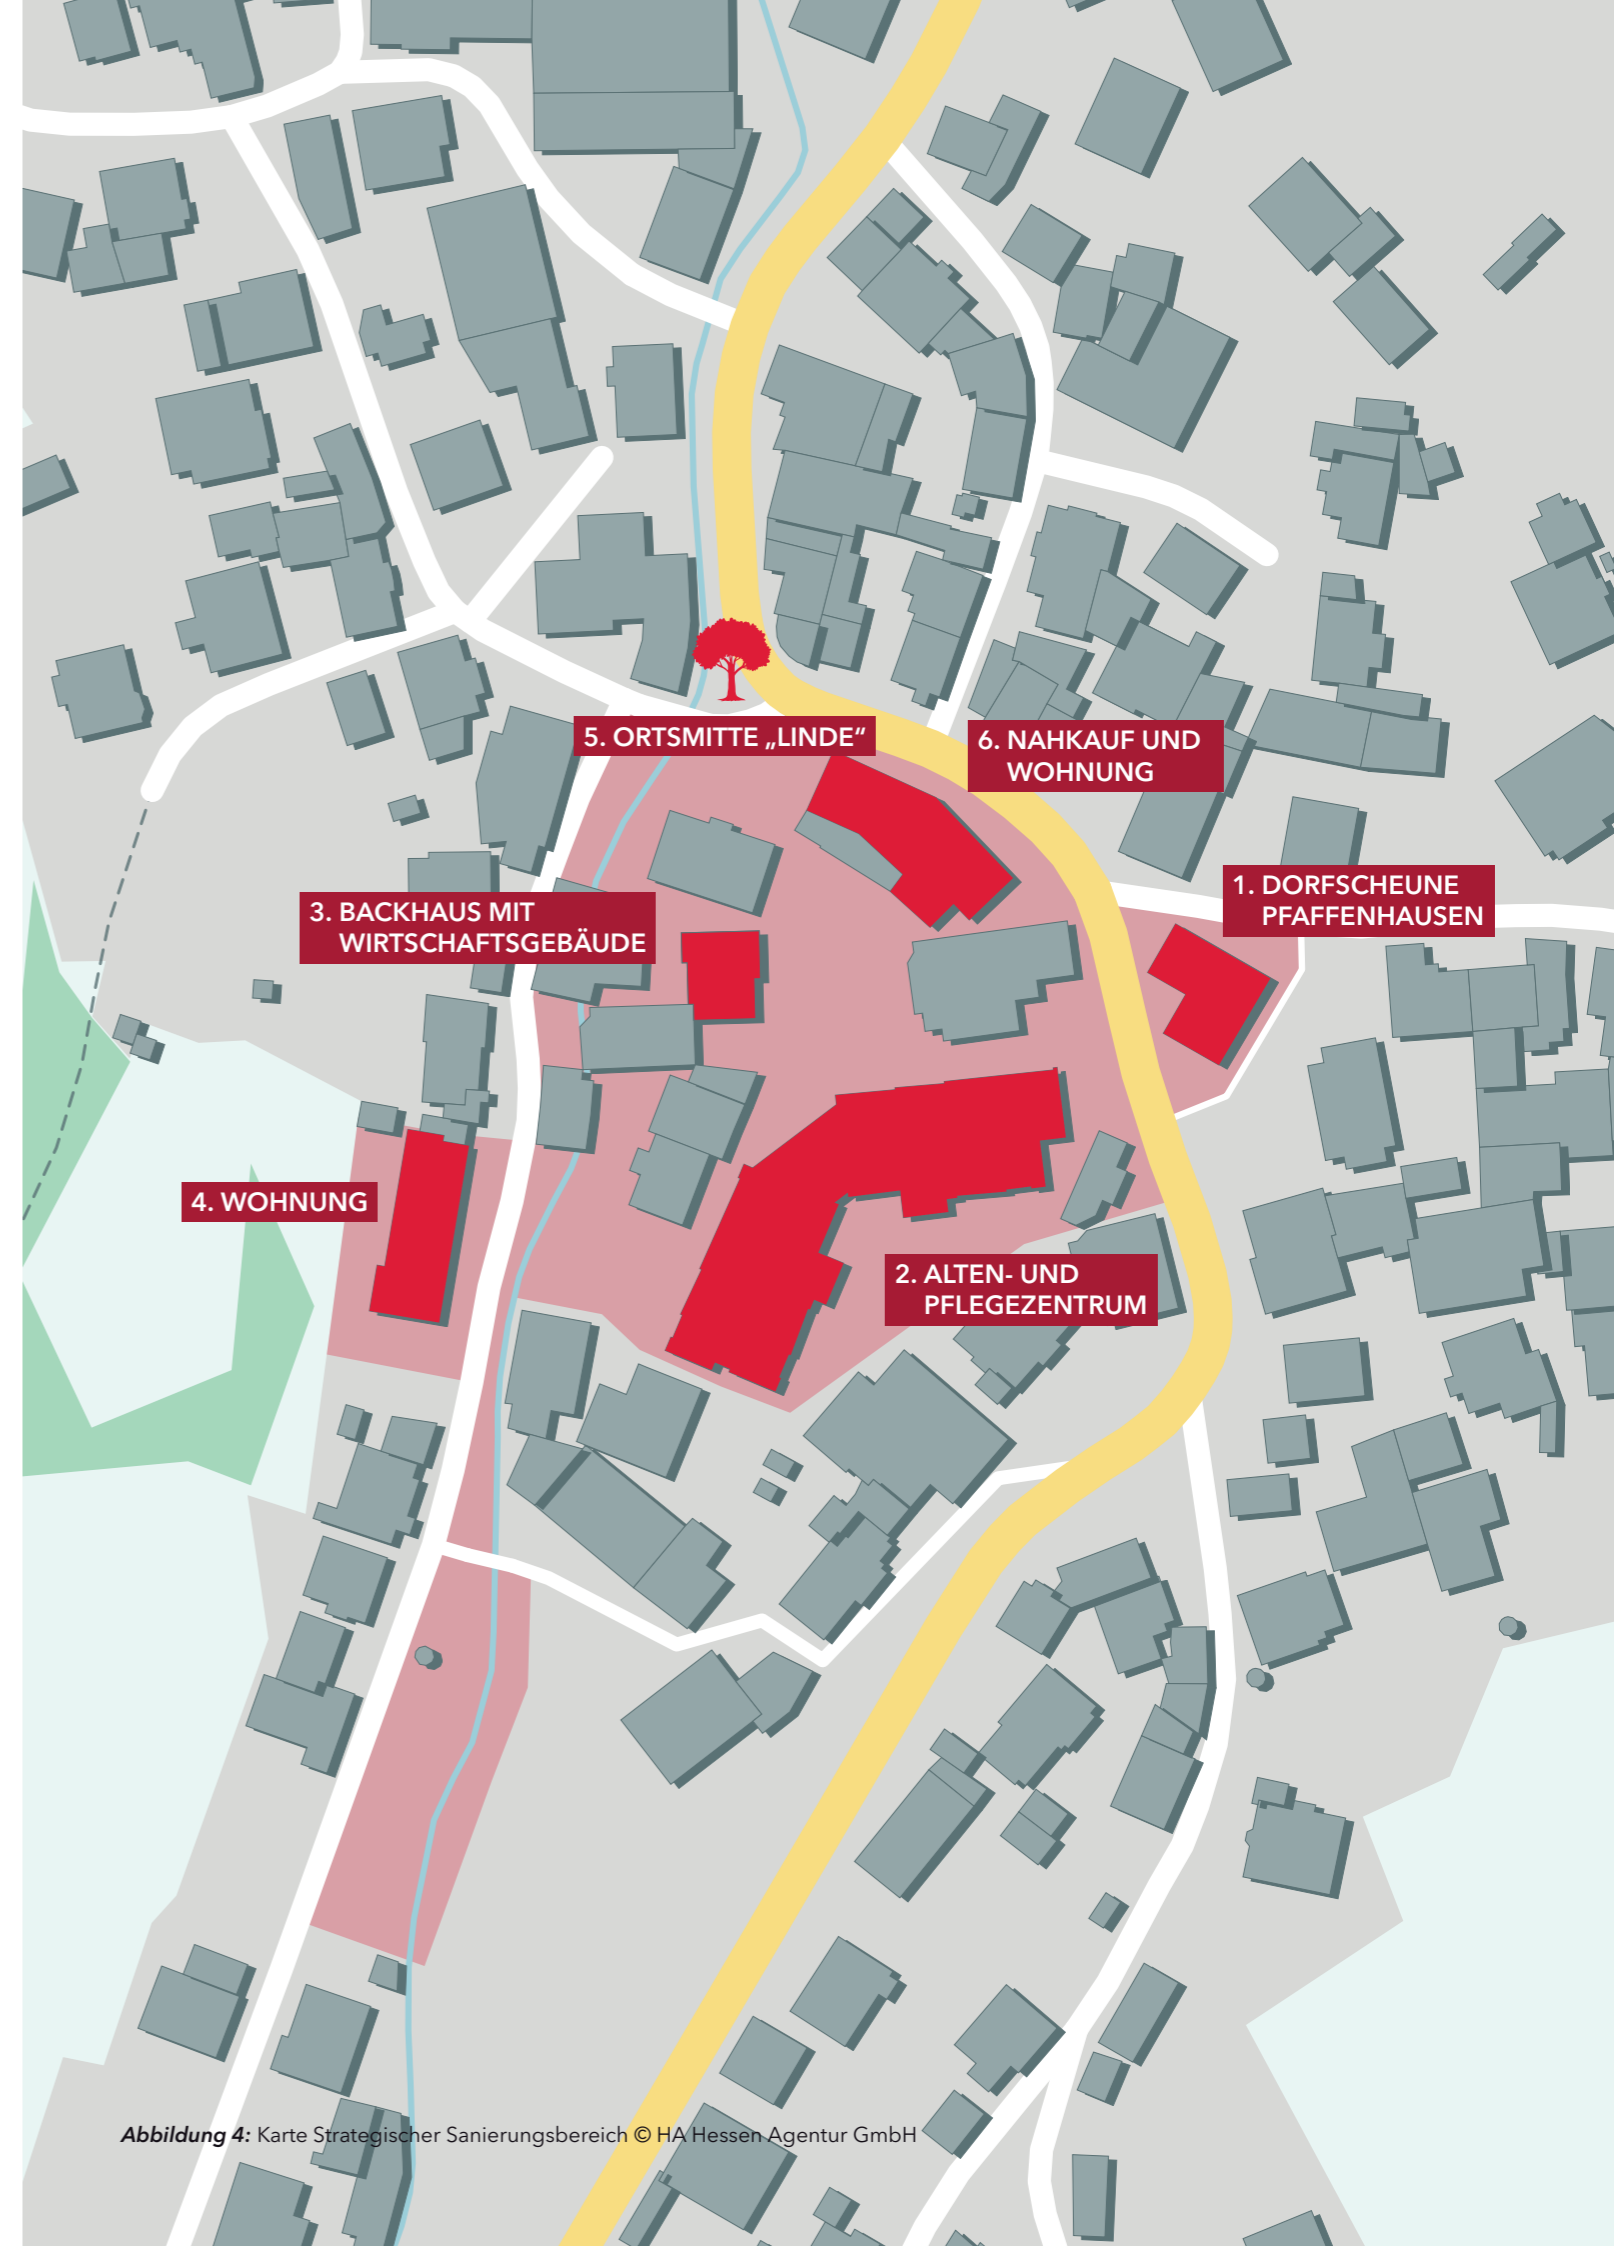 5. ORTSMITTE „LINDE“
6. NAHKAUF UND
WOHNUNG
1. DORFSCHEUNE
PFAFFENHAUSEN
3. BACKHAUS MIT
WIRTSCHAFTSGEBÄUDE
4. WOHNUNG
2. ALTEN- UND
PFLEGEZENTRUM
Abbildung 4: Karte Strategischer Sanierungsbereich © HA Hessen Agentur GmbH